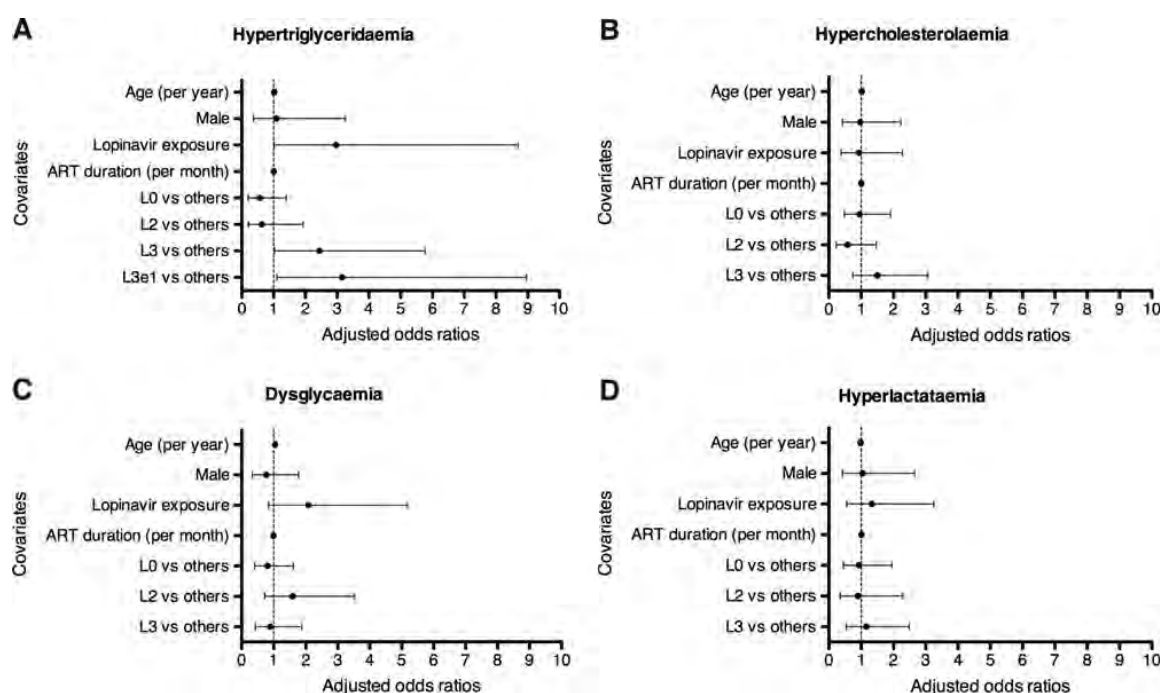 A
Hypertriglyceridaemia
Covariates
Age (per year)
Male
Lopinavir exposure
ART duration (per month)
L0 vs others
L2 vs others
L3 vs others
L3e1 vs others
0 1 2 3 4 5 6 7 8 9 10
Adjusted odds ratios
B
Hypercholesterolaemia
Covariates
Age (per year)
Male
Lopinavir exposure
ART duration (per month)
L0 vs others
L2 vs others
L3 vs others
0 1 2 3 4 5 6 7 8 9 10
Adjusted odds ratios
C
Dysglycaemia
Covariates
Age (per year)
Male
Lopinavir exposure
ART duration (per month)
L0 vs others
L2 vs others
L3 vs others
0 1 2 3 4 5 6 7 8 9 10
Adjusted odds ratios
D
Hyperlactataemia
Covariates
Age (per year)
Male
Lopinavir exposure
ART duration (per month)
L0 vs others
L2 vs others
L3 vs others
0 1 2 3 4 5 6 7 8 9 10
Adjusted odds ratios